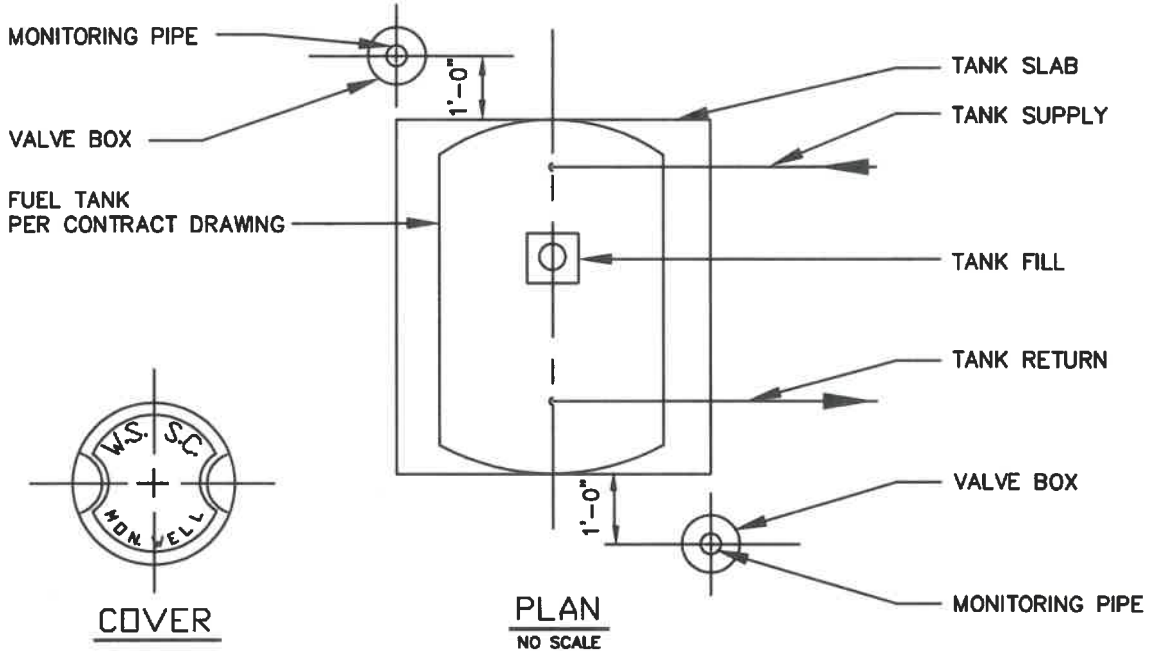 MONITORING PIPE
VALVE BOX
FUEL TANK
PER CONTRACT DRAWING
1'-0"
TANK SLAB
TANK SUPPLY
TANK FILL
TANK RETURN
VALVE BOX
MONITORING PIPE
1'-0"
W.S. S.C.
MON. WELL
COVER
PLAN
NO SCALE